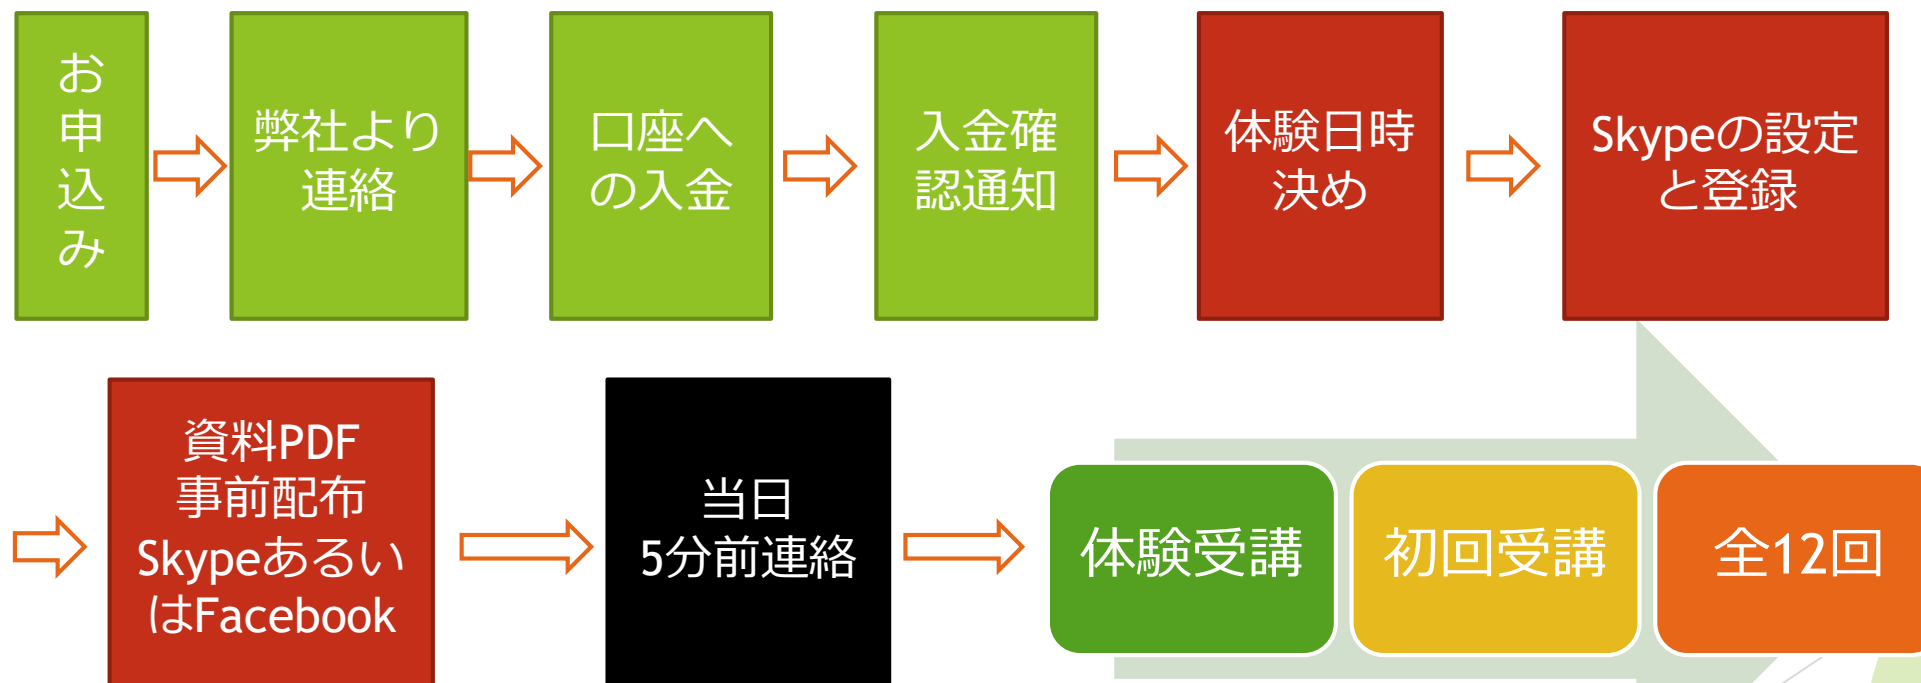 お申込み
弊社より
連絡
口座へ
の入金
入金確
認通知
体験日時
決め
Skypeの設定
と登録
資料PDF
事前配布
Skypeあるい
はFacebook
当日
5分前連絡
体験受講
初回受講
全12回